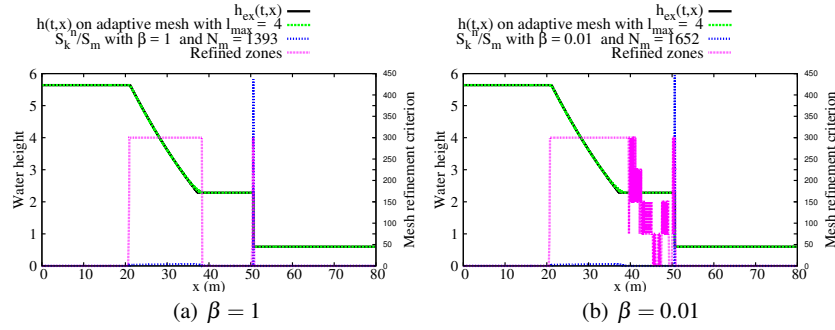 h_ex(t,x)
h(t,x) on adaptive mesh with l_max = 4
S_k^n/S_m with β = 1 and N_m = 1393
Refined zones
6
5
4
3
2
1
0
Water height
450
400
350
300
250
200
150
100
50
0
Mesh refinement criterion
0 10 20 30 40 50 60 70 80
x (m)
(a) β = 1
h_ex(t,x)
h(t,x) on adaptive mesh with l_max = 4
S_k^n/S_m with β = 0.01 and N_m = 1652
Refined zones
6
5
4
3
2
1
0
Water height
450
400
350
300
250
200
150
100
50
0
Mesh refinement criterion
0 10 20 30 40 50 60 70 80
x (m)
(b) β = 0.01